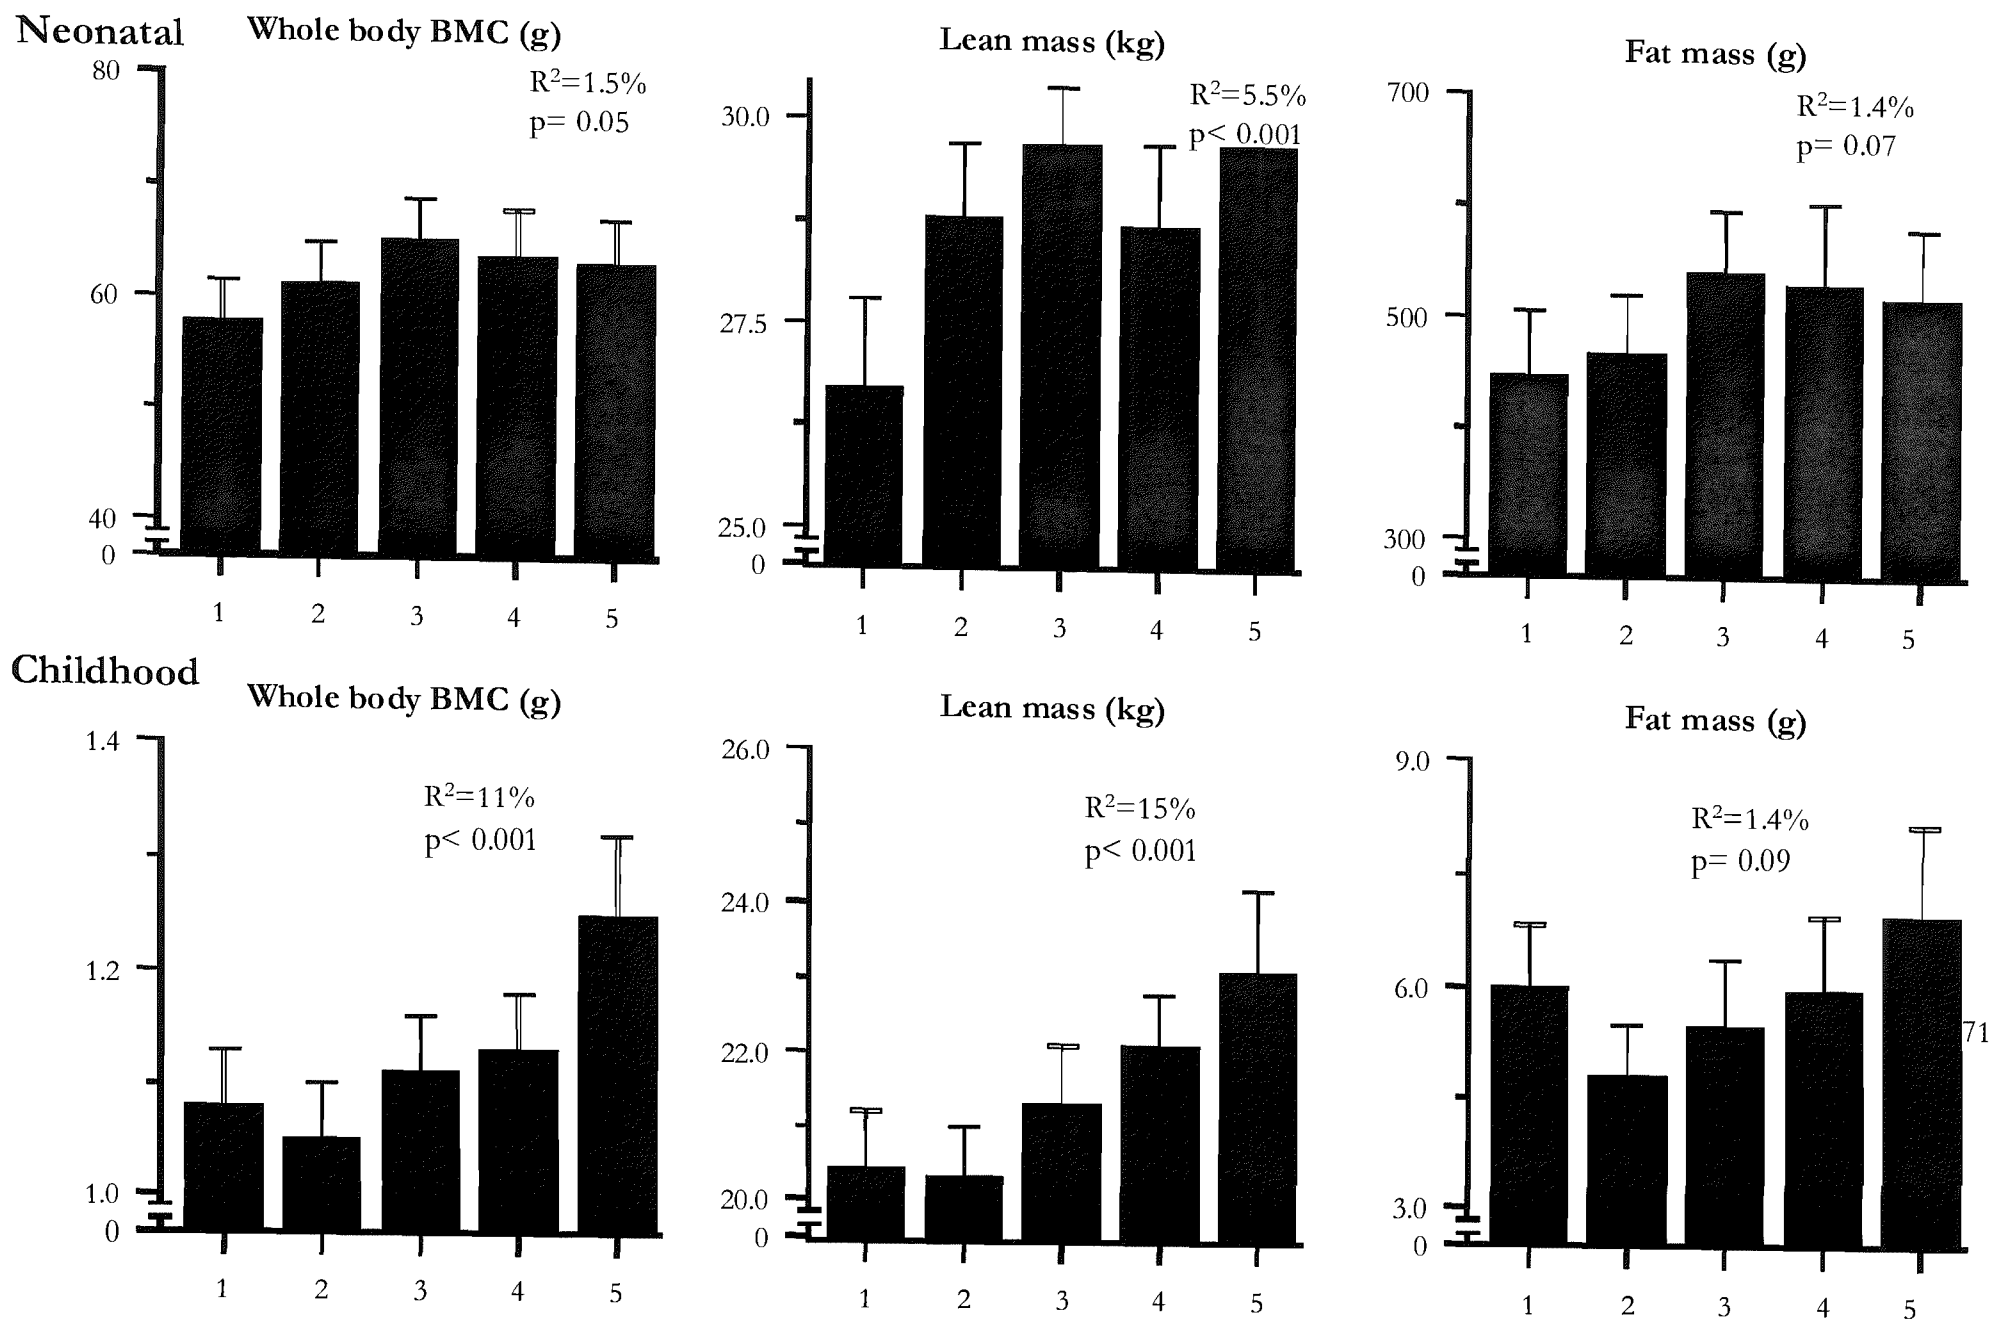 Neonatal
Whole body BMC (g)
R²=1.5%
p= 0.05
80
60
40
0
1 2 3 4 5
Lean mass (kg)
R²=5.5%
p< 0.001
30.0
27.5
25.0
0
1 2 3 4 5
Fat mass (g)
R²=1.4%
p= 0.07
700
500
300
0
1 2 3 4 5
Childhood
Whole body BMC (g)
R²=11%
p< 0.001
1.4
1.2
1.0
0
1 2 3 4 5
Lean mass (kg)
R²=15%
p< 0.001
26.0
24.0
22.0
20.0
0
1 2 3 4 5
Fat mass (g)
R²=1.4%
p= 0.09
9.0
6.0
3.0
0
1 2 3 4 5
71